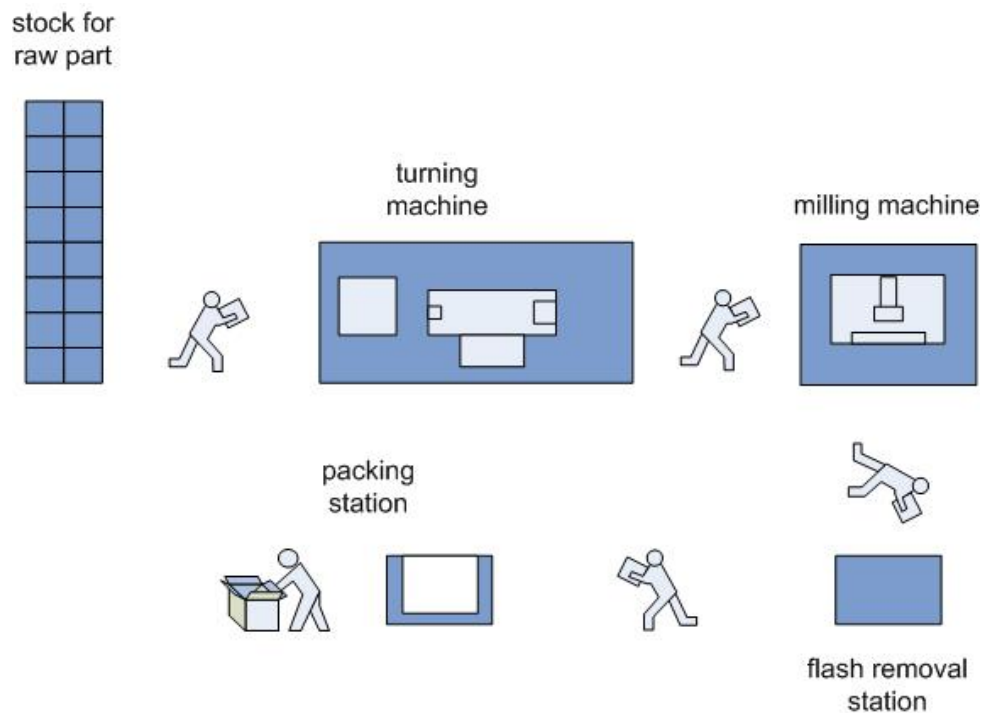 stock for
raw part
turning
machine
milling machine
packing
station
flash removal
station